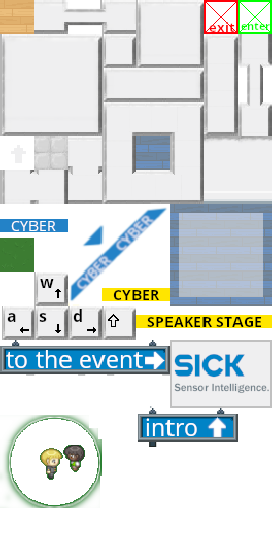 exit
enter
CYBER
CYBER CYBER
w
CYBER
a s d
SPEAKER STAGE
to the event
SICK
Sensor Intelligence.
intro